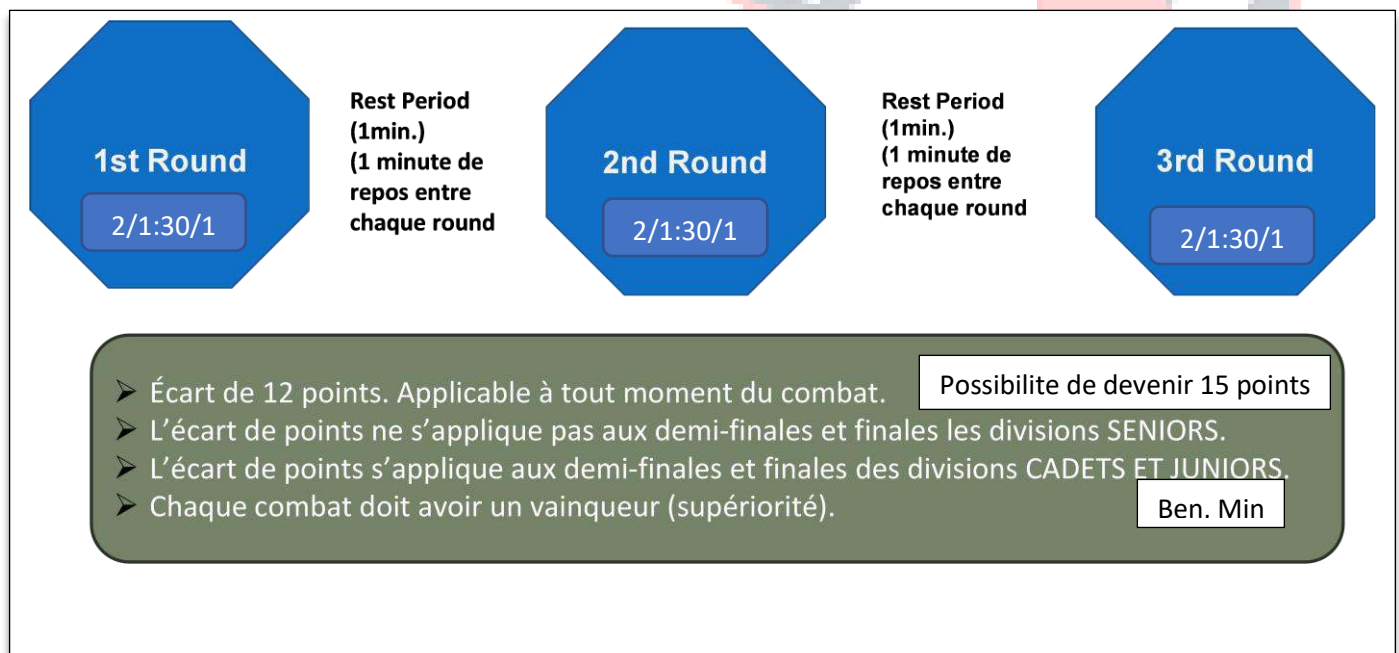 1st Round
2/1:30/1
Rest Period
(1min.)
(1 minute de
repos entre
chaque round
2nd Round
2/1:30/1
Rest Period
(1min.)
(1 minute de
repos entre
chaque round
3rd Round
2/1:30/1
➢ Écart de 12 points. Applicable à tout moment du combat.
Possibilite de devenir 15 points
➢ L’écart de points ne s’applique pas aux demi-finales et finales les divisions SENIORS.
➢ L’écart de points s’applique aux demi-finales et finales des divisions CADETS ET JUNIORS.
➢ Chaque combat doit avoir un vainqueur (supériorité).
Ben. Min